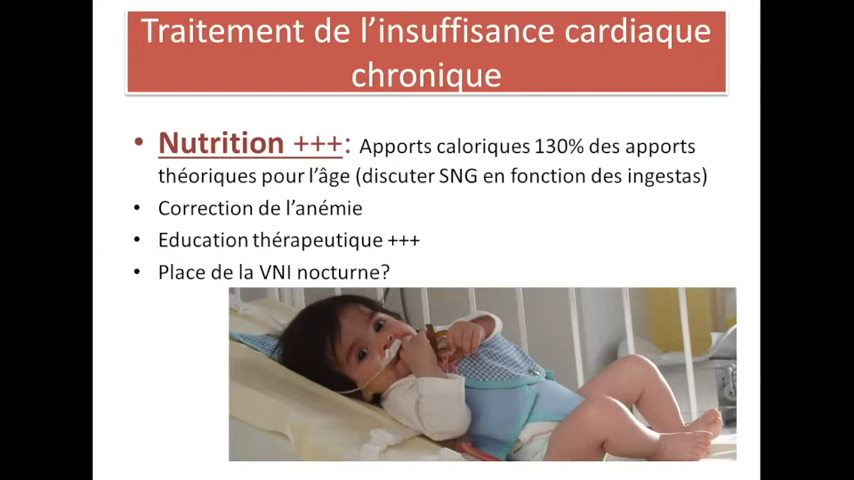 Traitement de l’insuffisance cardiaque
chronique
• Nutrition +++: Apports caloriques 130% des apports
théoriques pour l’âge (discuter SNG en fonction des ingestas)
• Correction de l’anémie
• Education thérapeutique +++
• Place de la VNI nocturne?